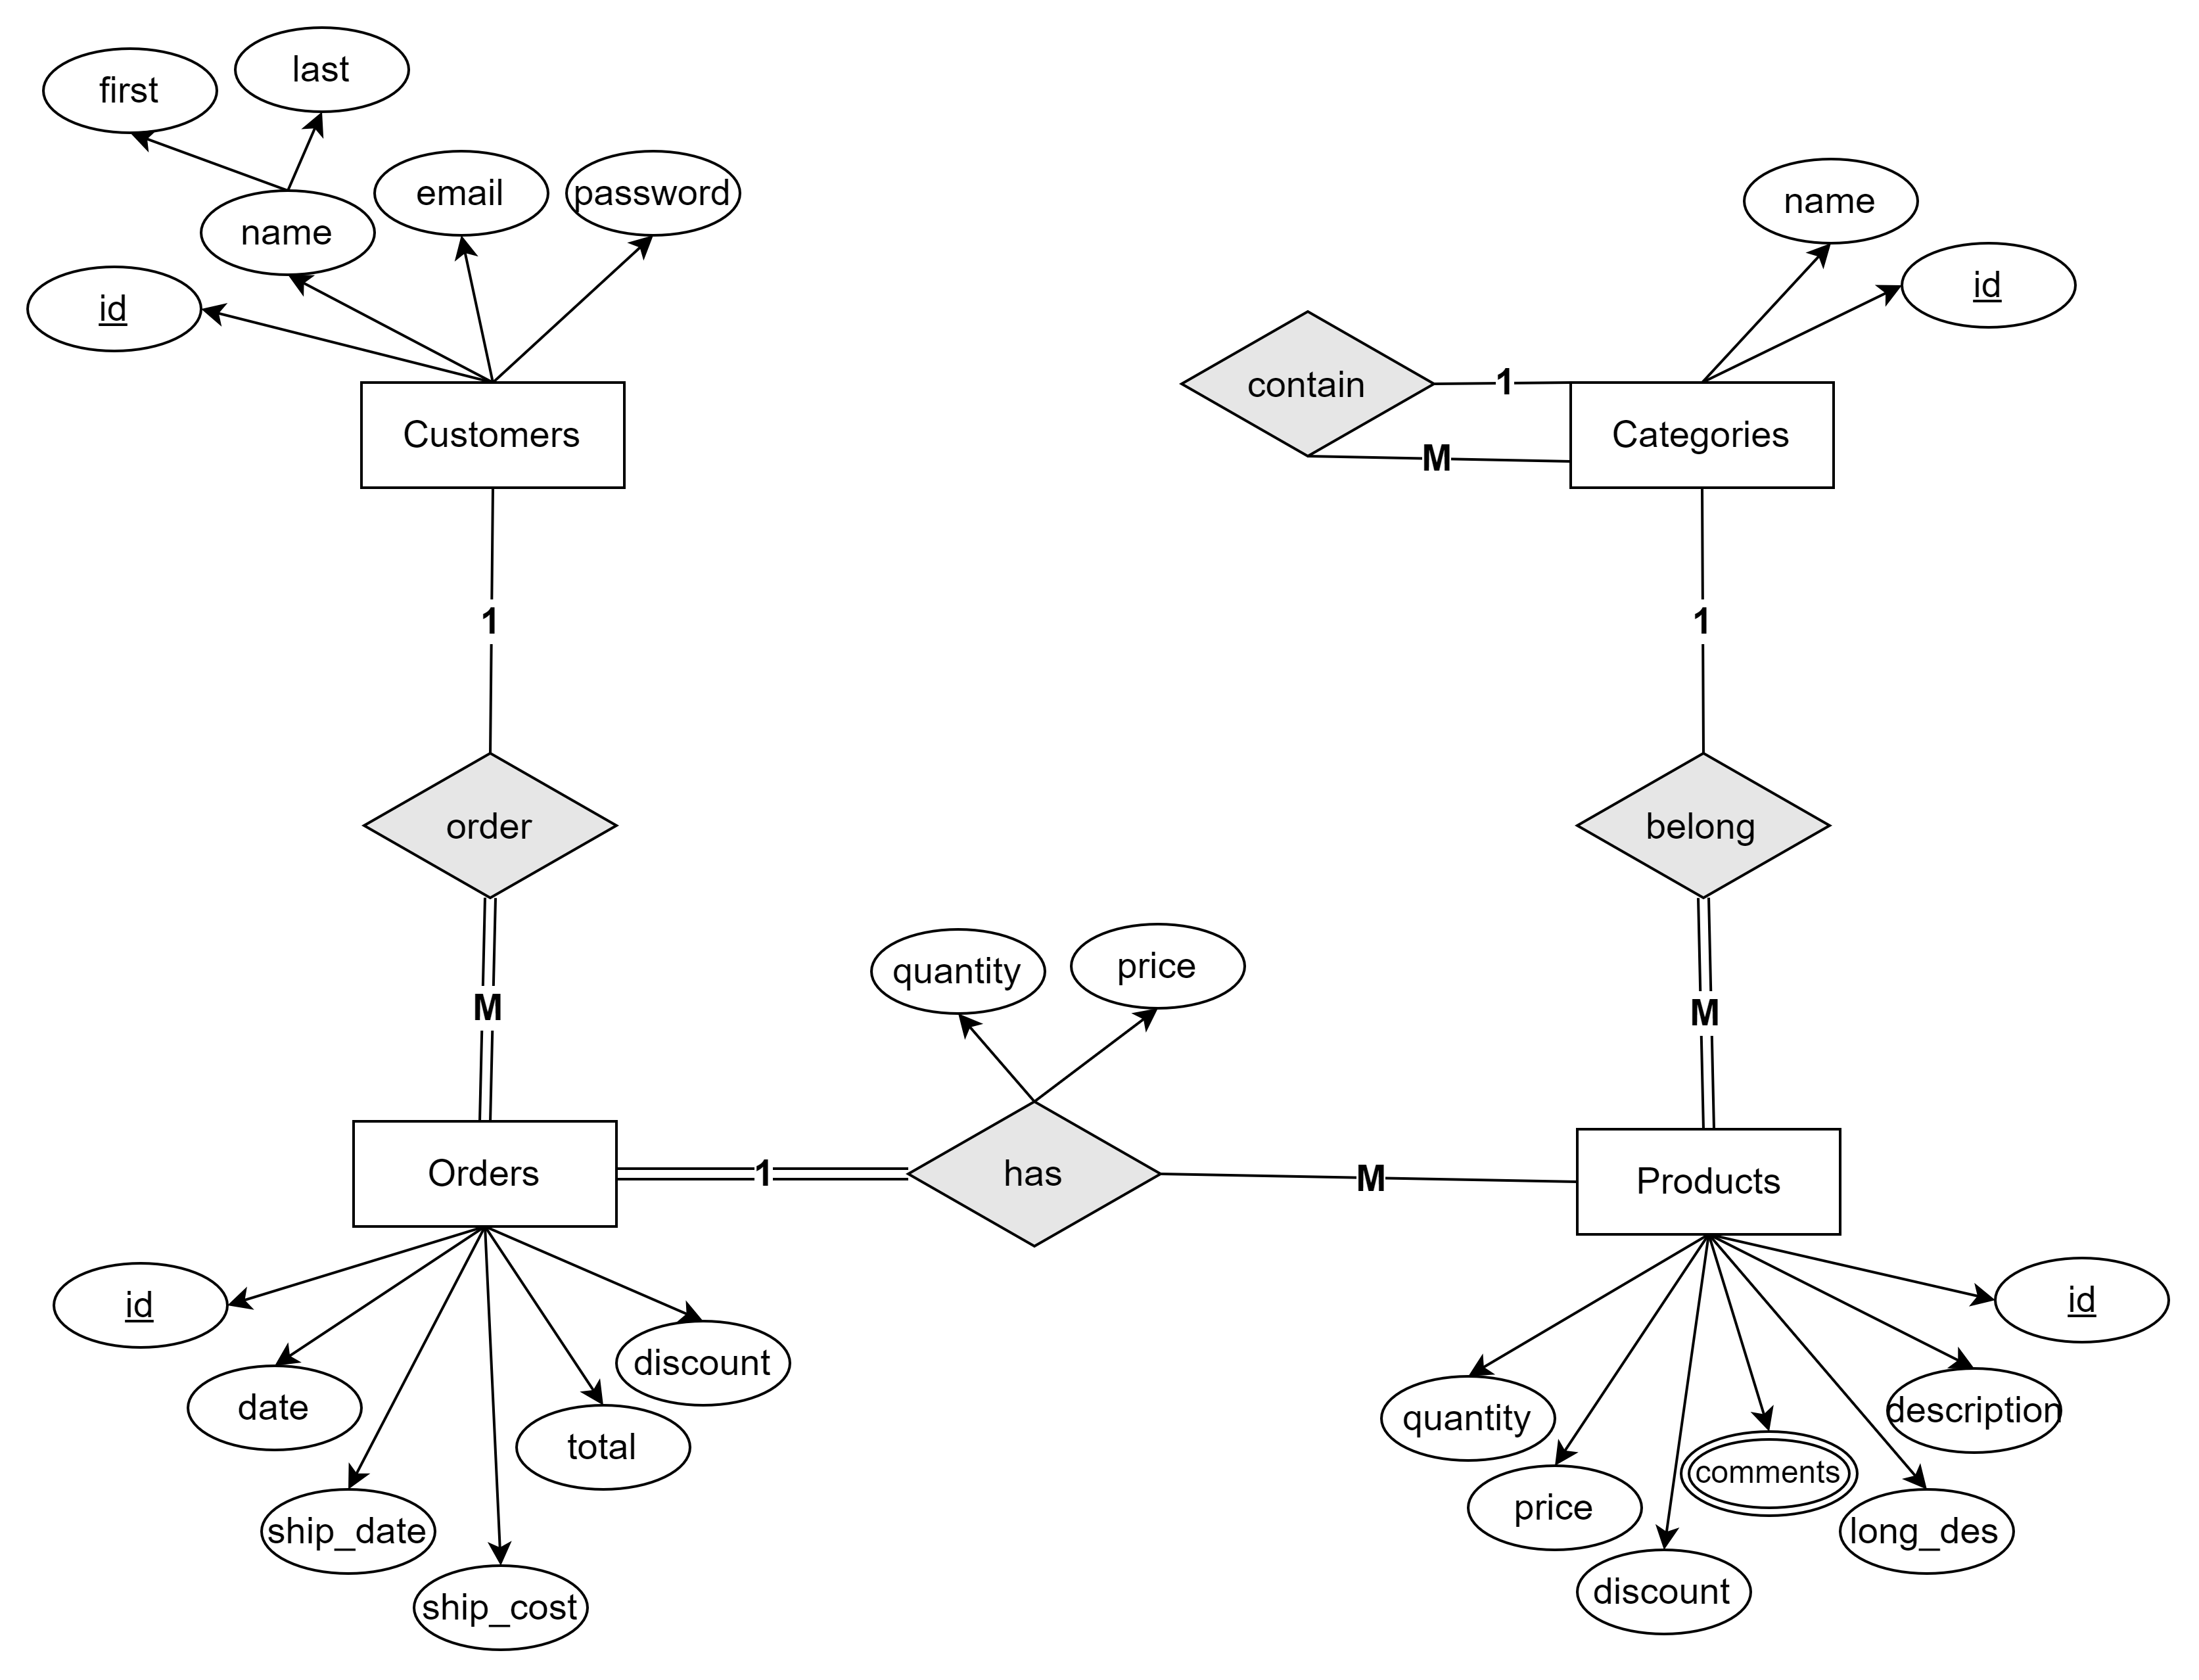 first
last
name
email
password
id
Customers
name
id
contain
1
M
Categories
1
1
order
belong
M
M
quantity
price
Orders
1
has
M
Products
id
date
ship_date
ship_cost
total
discount
quantity
price
discount
comments
long_des
description
id